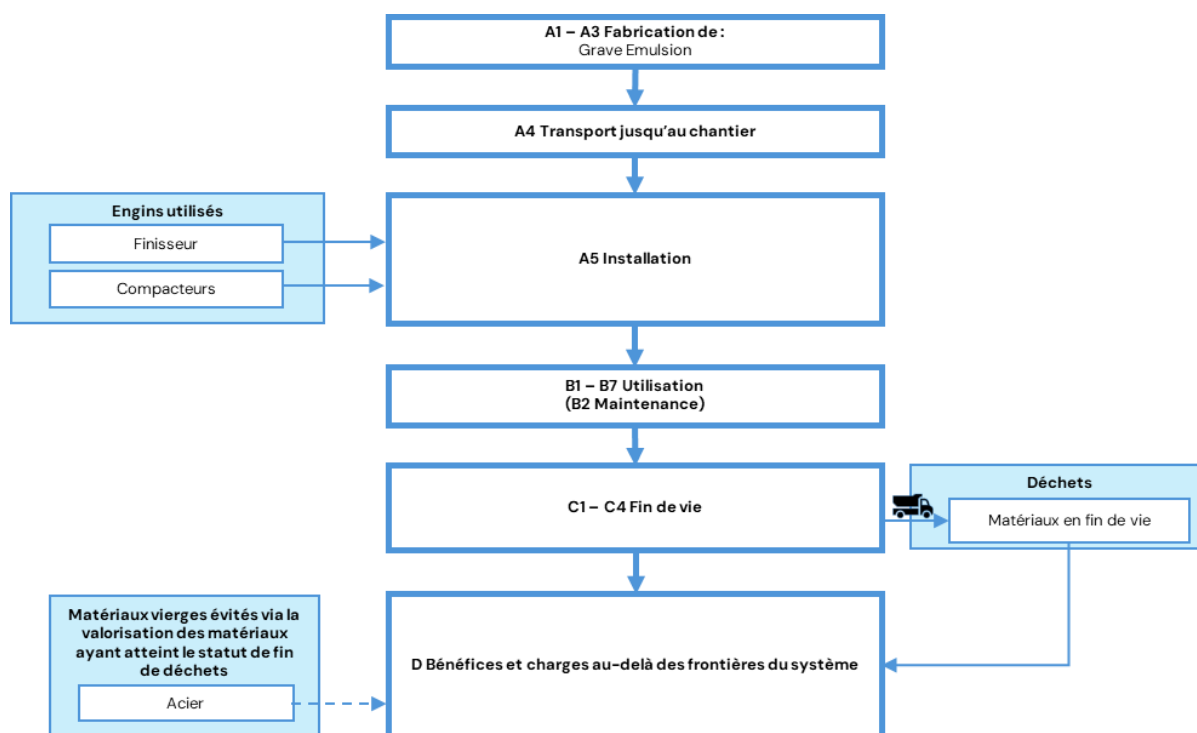 A1 – A3 Fabrication de :
Grave Emulsion
A4 Transport jusqu’au chantier
Engins utilisés
Finisseur
Compacteurs
A5 Installation
B1 – B7 Utilisation
(B2 Maintenance)
C1 – C4 Fin de vie
Déchets
Matériaux en fin de vie
Matériaux vierges évités via la
valorisation des matériaux
ayant atteint le statut de fin
de déchets
Acier
D Bénéfices et charges au-delà des frontières du système